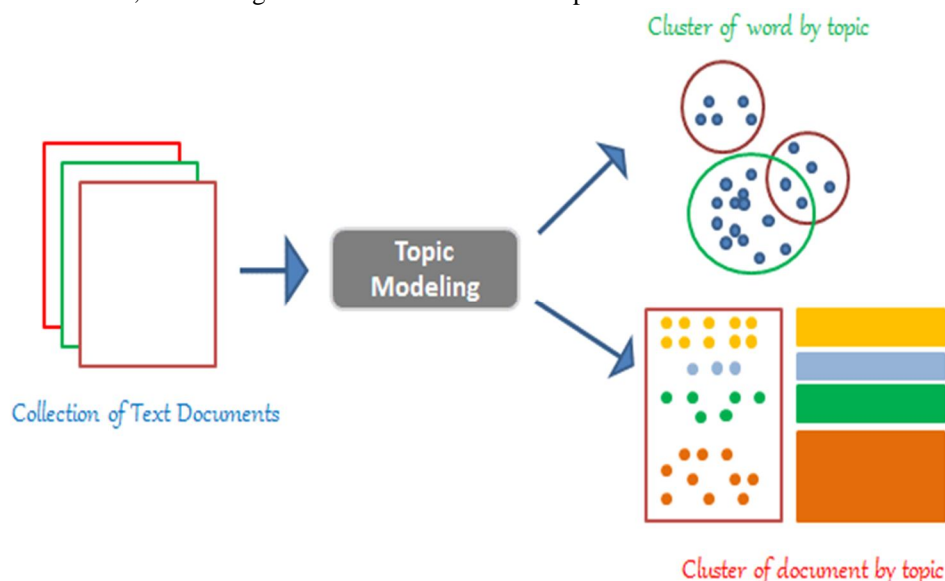 Cluster of word by topic
Topic
Modeling
Collection of Text Documents
Cluster of document by topic